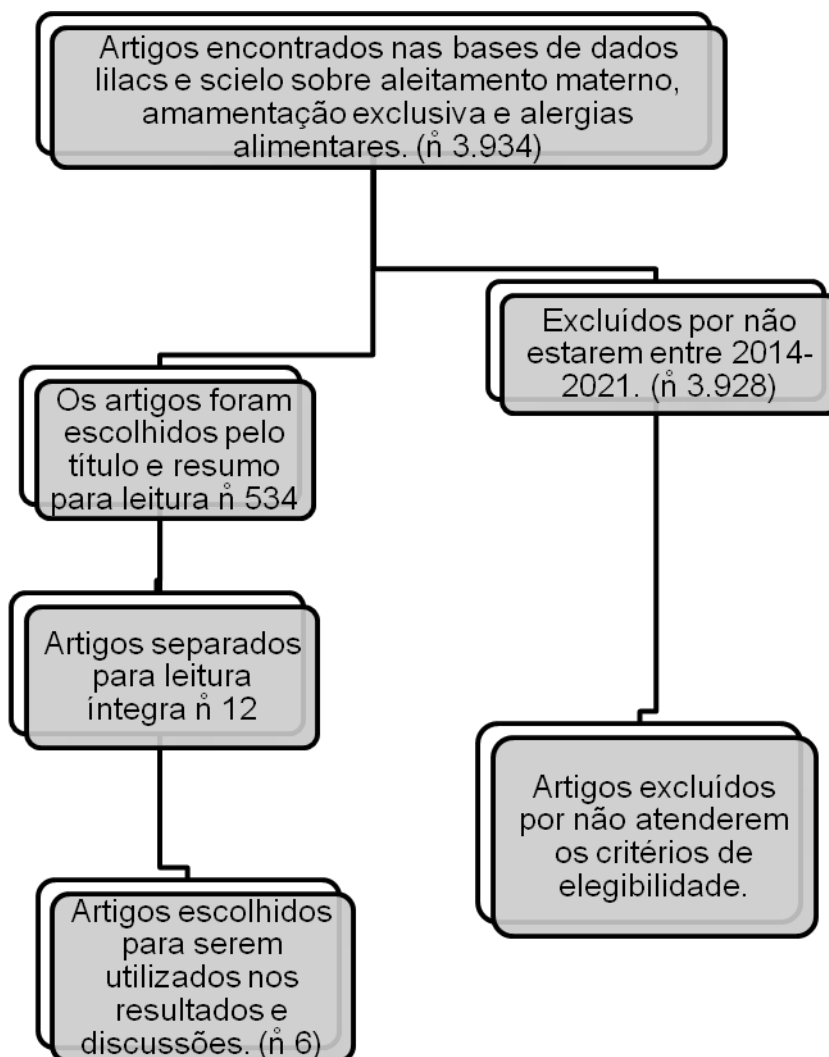 Artigos encontrados nas bases de dados
lilacs e scielo sobre aleitamento materno,
amamentação exclusiva e alergias
alimentares. (n̊ 3.934)
Excluídos por não
estarem entre 2014-
2021. (n̊ 3.928)
Os artigos foram
escolhidos pelo
título e resumo
para leitura n̊ 534
Artigos separados
para leitura
íntegra n̊ 12
Artigos excluídos
por não atenderem
os critérios de
elegibilidade.
Artigos escolhidos
para serem
utilizados nos
resultados e
discussões. (n̊ 6)